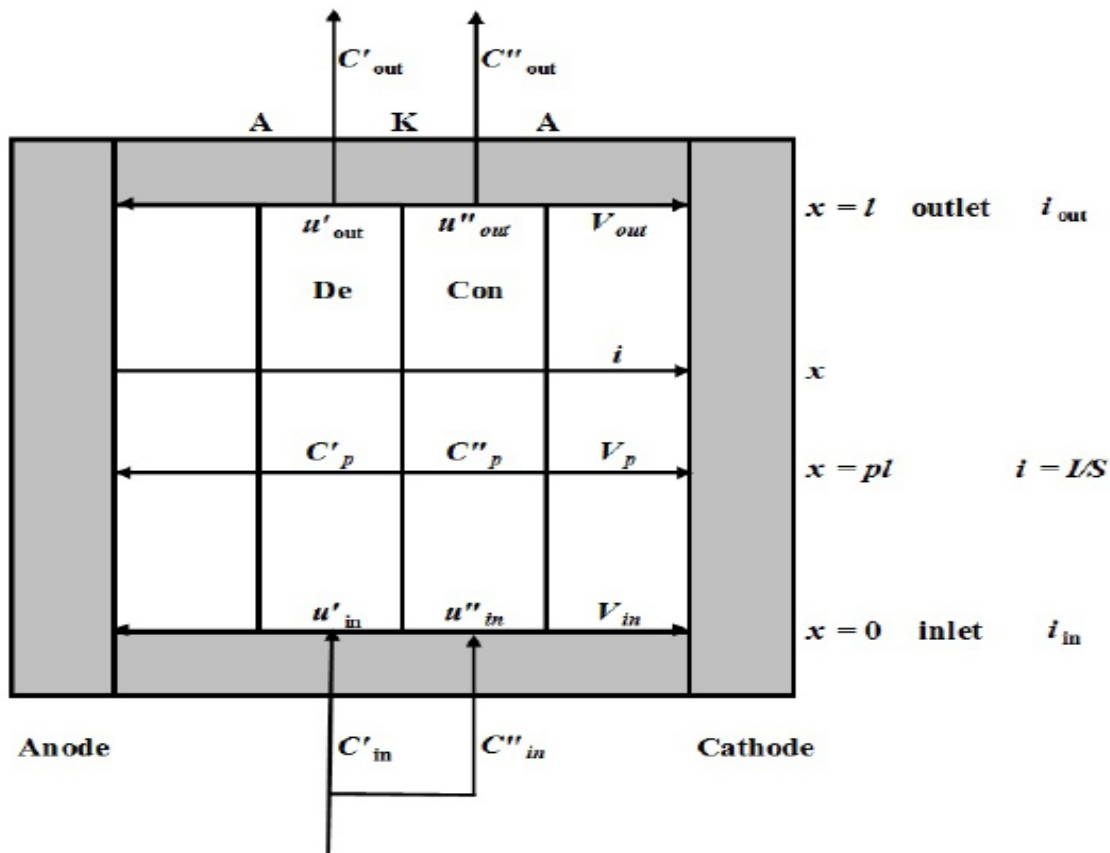 C′out C″out
A K A
u′out u″out Vout x = l outlet iout
De Con
i x
C′p C″p Vp x = pl i = I/S
u′in u″in Vin x = 0 inlet iin
Anode C′in C″in Cathode